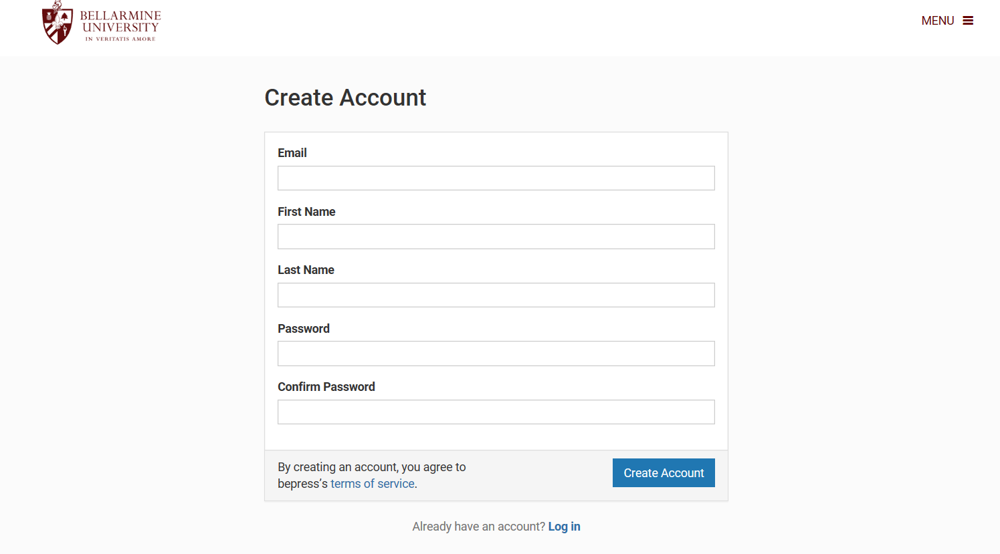 BELLARMINE
UNIVERSITY
IN VERITATIS AMORE
MENU
Create Account
Email
First Name
Last Name
Password
Confirm Password
By creating an account, you agree to
bepress’s terms of service.
Create Account
Already have an account? Log in